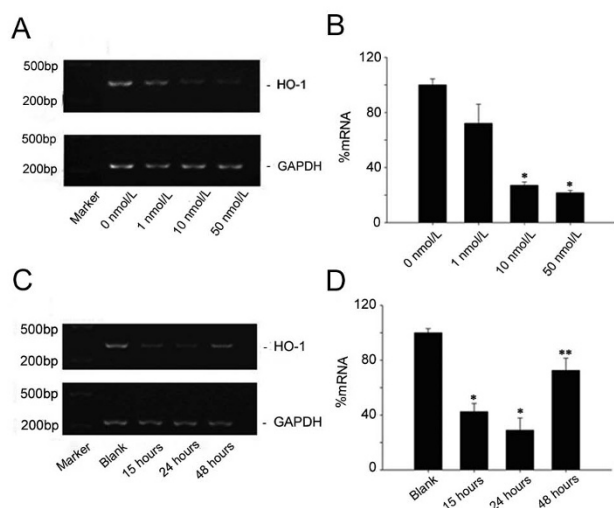 A
500bp
200bp
- HO-1
500bp
200bp
- GAPDH
Marker
0 nmol/L
1 nmol/L
10 nmol/L
50 nmol/L
B
%mRNA
120
80
40
0
*
*
0 nmol/L
1 nmol/L
10 nmol/L
50 nmol/L
C
500bp
200bp
- HO-1
500bp
200bp
- GAPDH
Marker
Blank
15 hours
24 hours
48 hours
D
%mRNA
120
80
40
0
*
*
**
Blank
15 hours
24 hours
48 hours